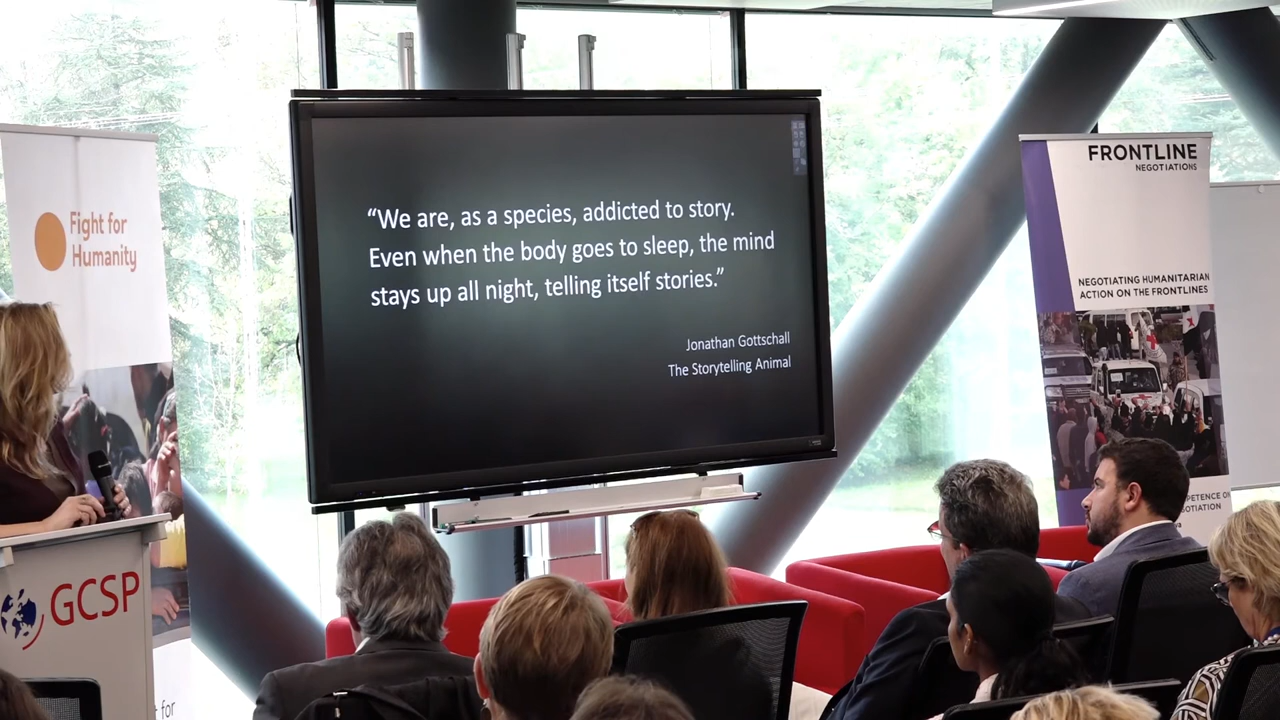 Fight for
Humanity
“We are, as a species, addicted to story.
Even when the body goes to sleep, the mind
stays up all night, telling itself stories.”
Jonathan Gottschall
The Storytelling Animal
FRONTLINE
NEGOTIATIONS
NEGOTIATING HUMANITARIAN
ACTION ON THE FRONTLINES
GCSP
for